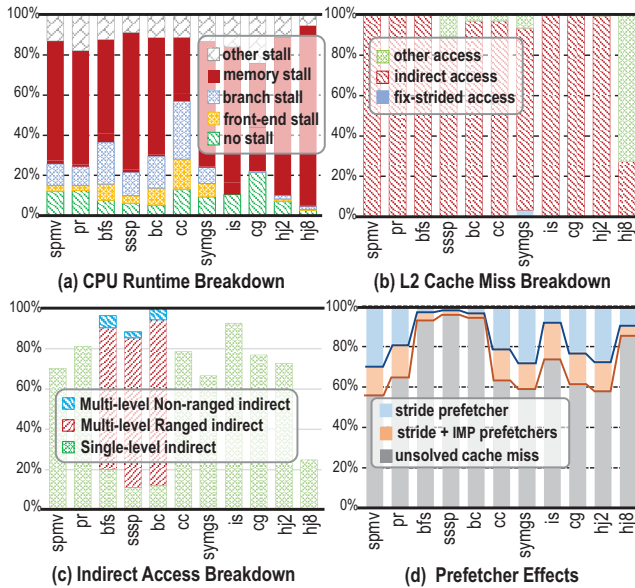 100%
80%
60%
40%
20%
0%
other stall
memory stall
branch stall
front-end stall
no stall
spmv
pr
bfs
sssp
bc
cc
symgs
is
cg
hj2
hj8
(a) CPU Runtime Breakdown
100%
80%
60%
40%
20%
0%
other access
indirect access
fix-strided access
spmv
pr
bfs
sssp
bc
cc
symgs
is
cg
hj2
hj8
(b) L2 Cache Miss Breakdown
100%
80%
60%
40%
20%
0%
Multi-level Non-ranged indirect
Multi-level Ranged indirect
Single-level indirect
spmv
pr
bfs
sssp
bc
cc
symgs
is
cg
hj2
hj8
(c) Indirect Access Breakdown
100%
80%
60%
40%
20%
0%
stride prefetcher
stride + IMP prefetchers
unsolved cache miss
spmv
pr
bfs
sssp
bc
cc
symgs
is
cg
hj2
hj8
(d) Prefetcher Effects